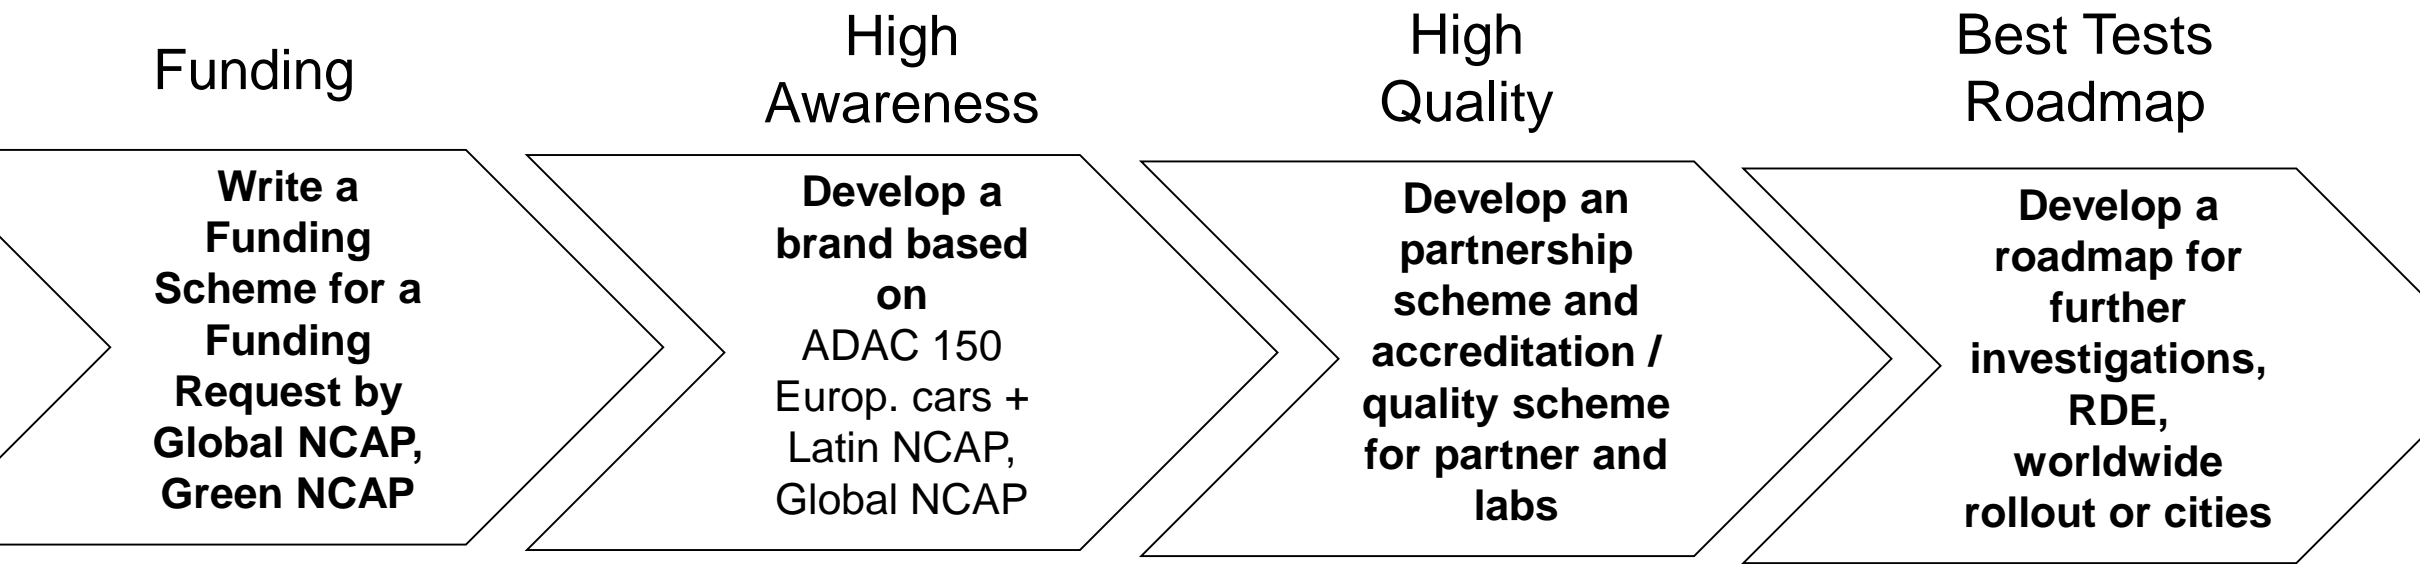 Funding
Write a
Funding
Scheme for a
Funding
Request by
Global NCAP,
Green NCAP
High
Awareness
Develop a
brand based
on
ADAC 150
Europ. cars +
Latin NCAP,
Global NCAP
High
Quality
Develop an
partnership
scheme and
accreditation /
quality scheme
for partner and
labs
Best Tests
Roadmap
Develop a
roadmap for
further
investigations,
RDE,
worldwide
rollout or cities